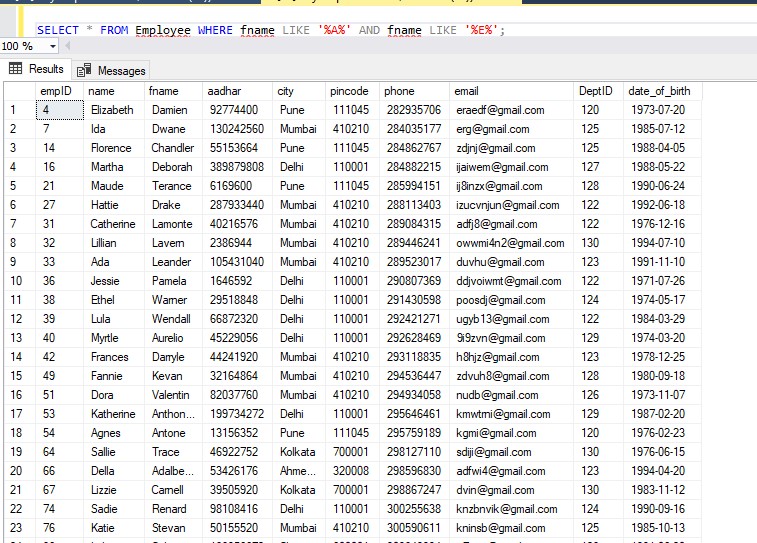 SELECT * FROM Employee WHERE fname LIKE '%A%' AND fname LIKE '%E%';
100 %
Results Messages
empID name fname aadhar city pincode phone email DeptID date_of_birth
1 4 Elizabeth Damien 92774400 Pune 111045 282935706 eraedf@gmail.com 120 1973-07-20
2 7 Ida Dwane 130242560 Mumbai 410210 284035177 erg@gmail.com 125 1985-07-12
3 14 Florence Chandler 55153664 Pune 111045 284862767 zdjnj@gmail.com 125 1988-04-05
4 16 Martha Deborah 389879808 Delhi 110001 284882215 ijaiwem@gmail.com 127 1988-05-22
5 21 Maude Terance 6169600 Pune 111045 285994151 ij8inzx@gmail.com 128 1990-06-24
6 27 Hattie Drake 287933440 Mumbai 410210 288113403 izucvnjun@gmail.com 122 1992-06-18
7 31 Catherine Lamonte 40216576 Mumbai 410210 289084315 adfj8@gmail.com 122 1976-12-16
8 32 Lillian Lavern 2386944 Mumbai 410210 289446241 owwmi4n2@gmail.com 130 1994-07-10
9 33 Ada Leander 105431040 Mumbai 410210 289523017 duvhu@gmail.com 123 1991-11-10
10 36 Jessie Pamela 1646592 Delhi 110001 290807369 ddjvoiwmt@gmail.com 122 1971-07-26
11 38 Ethel Warner 29518848 Delhi 110001 291430598 poosdj@gmail.com 124 1974-05-17
12 39 Lula Wendall 66872320 Delhi 110001 292421271 ugyb13@gmail.com 122 1984-03-29
13 40 Myrtle Aurelio 45229056 Delhi 110001 292628469 9i9zvn@gmail.com 129 1974-03-20
14 42 Frances Darryle 44241920 Mumbai 410210 293118835 h8hjz@gmail.com 123 1978-12-25
15 49 Fannie Kevan 32164864 Mumbai 410210 294536447 zdvuh8@gmail.com 128 1980-09-18
16 51 Dora Valentin 82037760 Mumbai 410210 294934058 nudb@gmail.com 126 1973-11-07
17 53 Katherine Anthon... 199734272 Delhi 110001 295646461 kmwtmi@gmail.com 129 1987-02-20
18 54 Agnes Antone 13156352 Pune 111045 295759189 kgmi@gmail.com 120 1976-02-23
19 64 Sallie Trace 46922752 Kolkata 700001 298127110 sdiji@gmail.com 130 1976-06-15
20 66 Della Adalbe... 53426176 Ahme... 320008 298596830 adfwi4@gmail.com 123 1994-04-20
21 67 Lizzie Carnell 39505920 Kolkata 700001 298867247 dvin@gmail.com 130 1983-11-12
22 74 Sadie Renard 98108416 Delhi 110001 300255638 knzbnvik@gmail.com 124 1990-09-16
23 76 Katie Stevan 50155520 Mumbai 410210 300590611 kninsb@gmail.com 125 1985-10-13